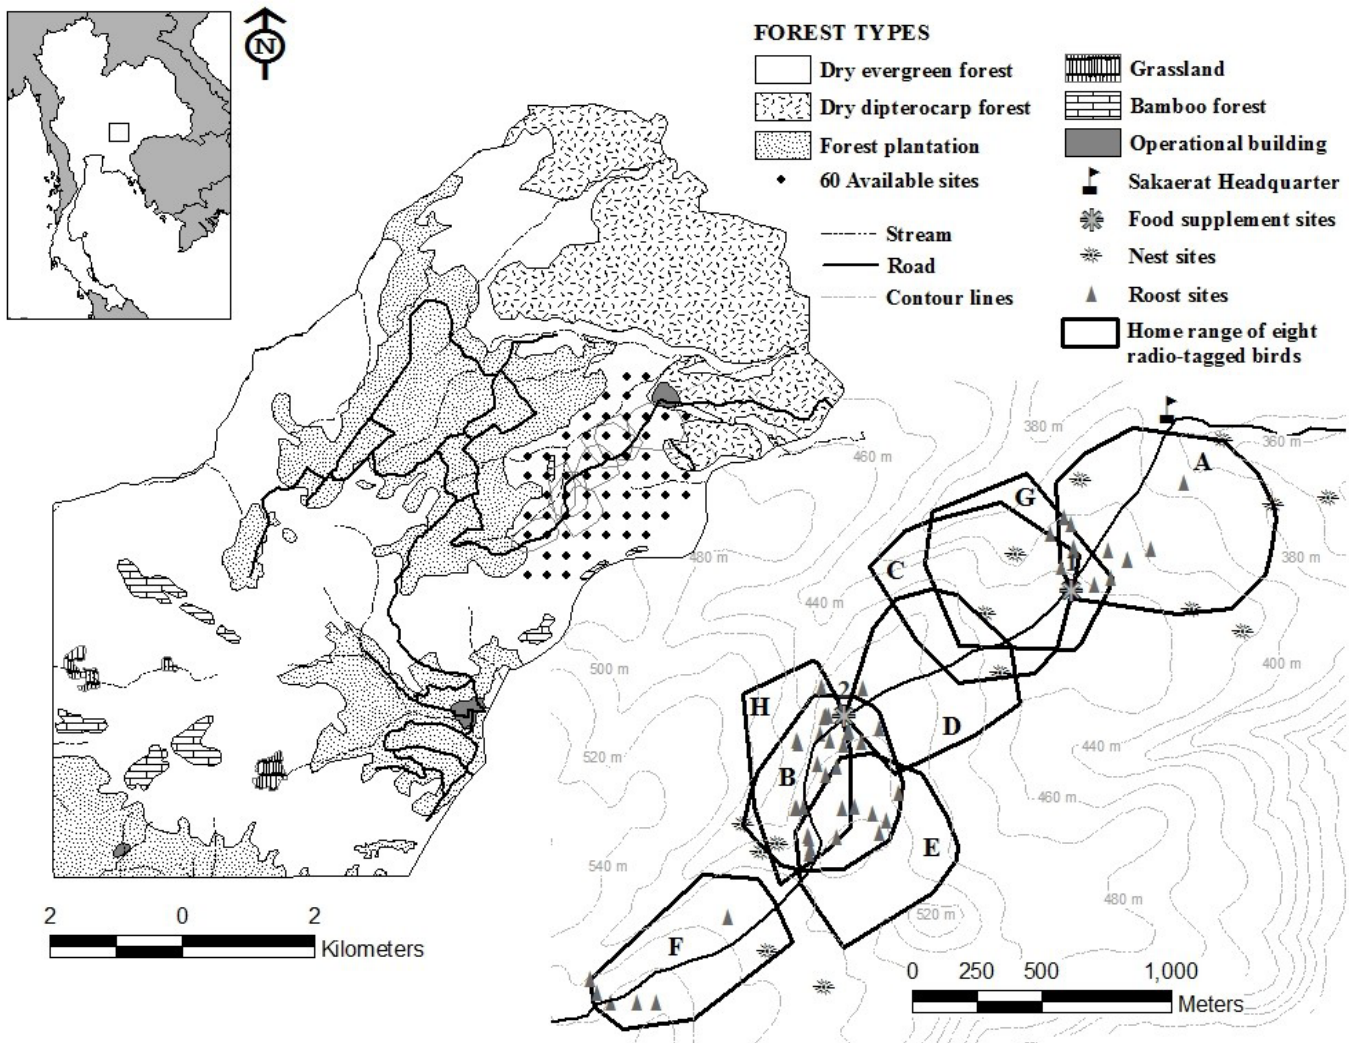 N
FOREST TYPES
Dry evergreen forest
Dry dipterocarp forest
Forest plantation
60 Available sites
Stream
Road
Contour lines
Grassland
Bamboo forest
Operational building
Sakaerat Headquarter
Food supplement sites
Nest sites
Roost sites
Home range of eight
radio-tagged birds
380 m
360 m
460 m
A
G
480 m
1
380 m
C
440 m
500 m
400 m
2
H
D
520 m
440 m
B
460 m
E
540 m
480 m
520 m
F
2 0 2
Kilometers
0 250 500 1,000
Meters